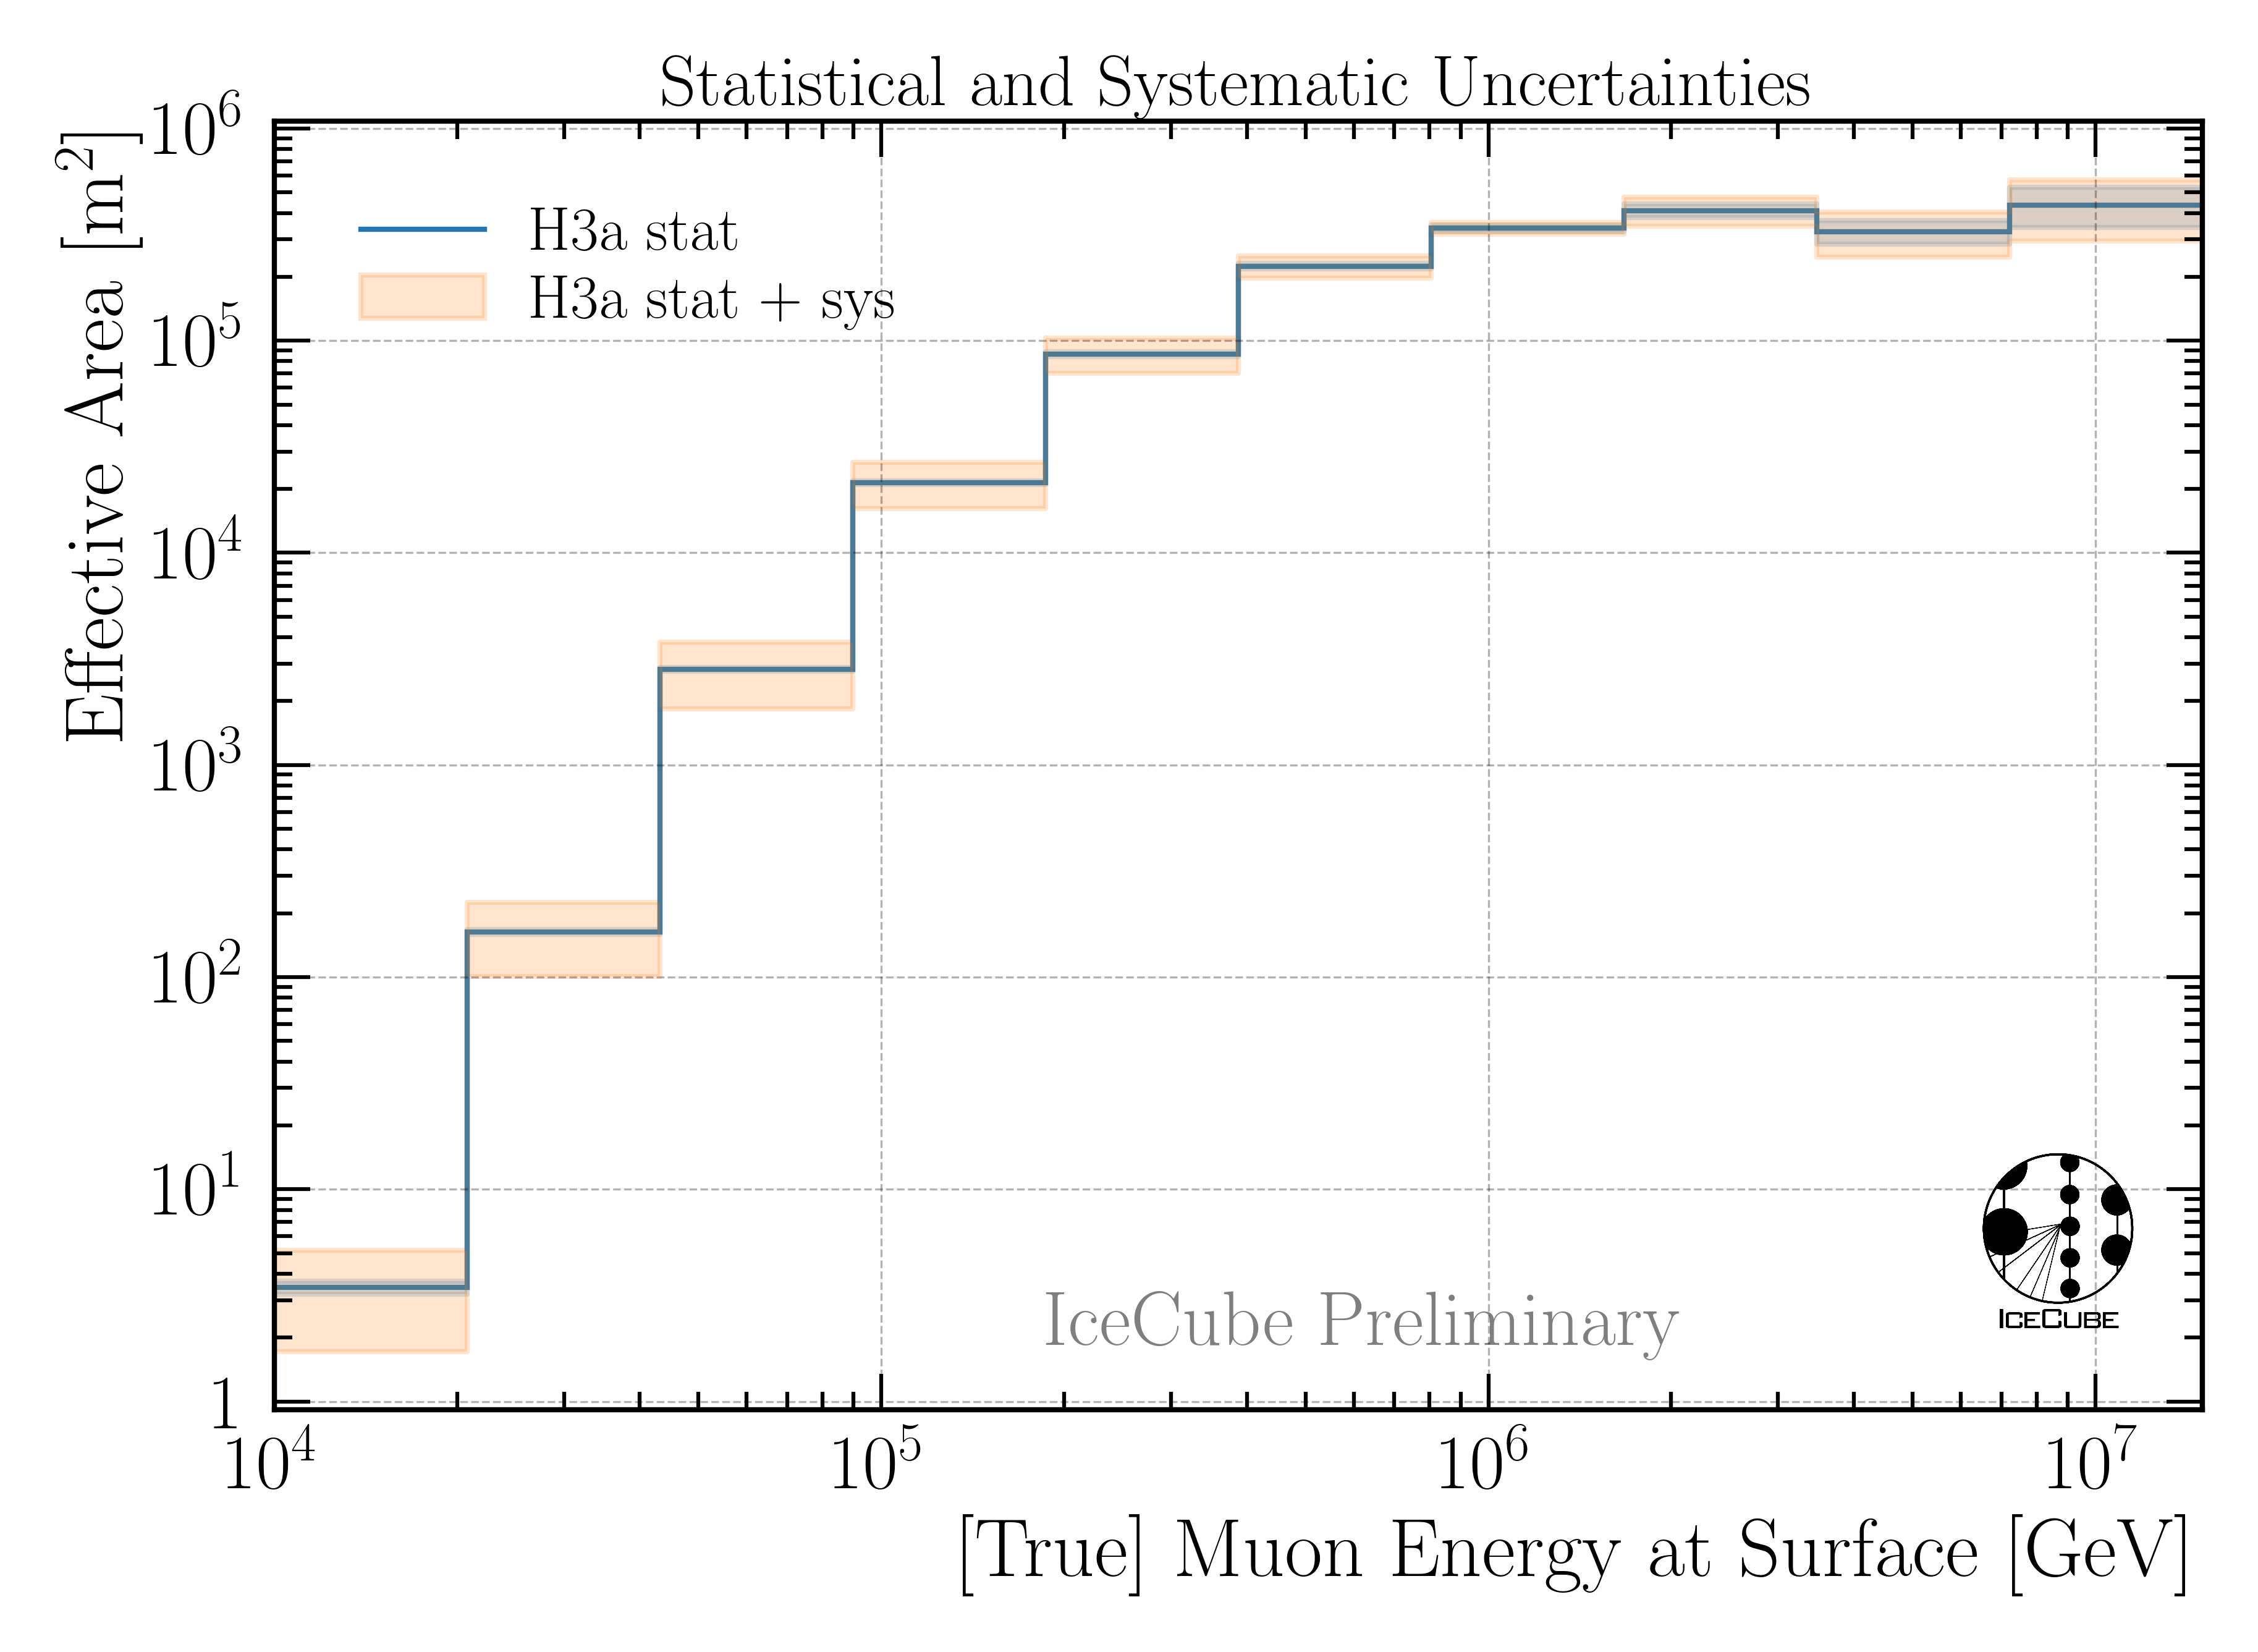 Statistical and Systematic Uncertainties
Effective Area [m²]
10⁶
10⁵
10⁴
10³
10²
10¹
1
H3a stat
H3a stat + sys
IceCube Preliminary
ICECUBE
10⁴ 10⁵ 10⁶ 10⁷
[True] Muon Energy at Surface [GeV]